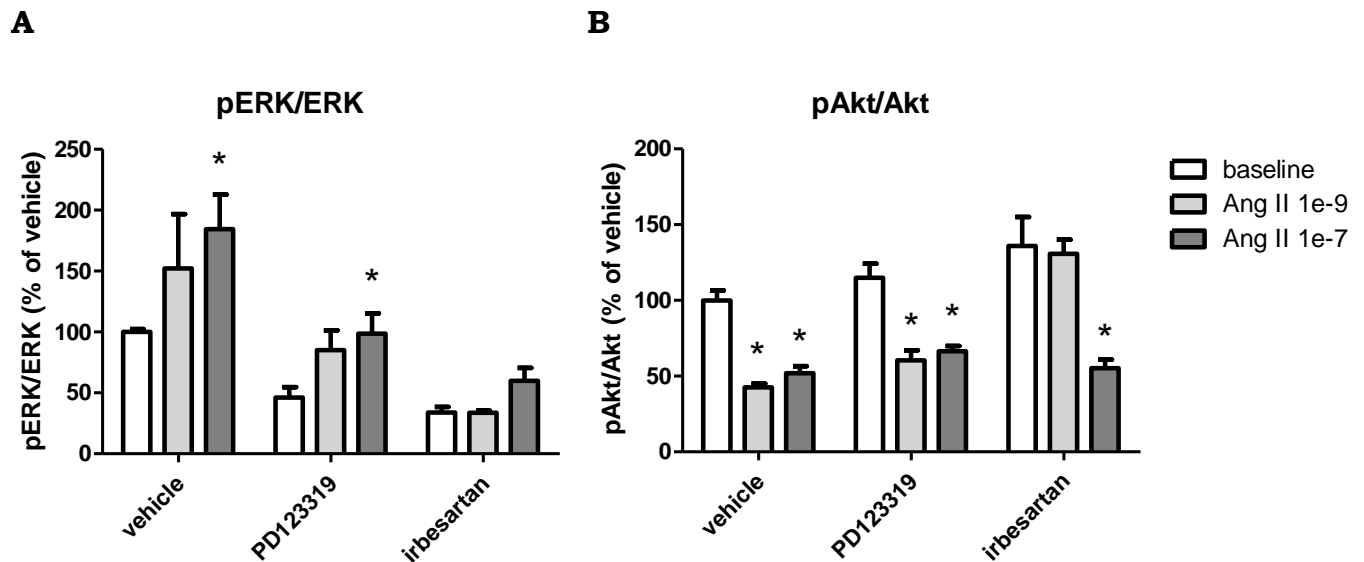 A
B
pERK/ERK
pERK/ERK (% of vehicle)
250
200
150
100
50
0
*
*
vehicle
PD123319
irbesartan
pAkt/Akt
pAkt/Akt (% of vehicle)
200
150
100
50
0
*
*
*
*
*
vehicle
PD123319
irbesartan
baseline
Ang II 1e-9
Ang II 1e-7